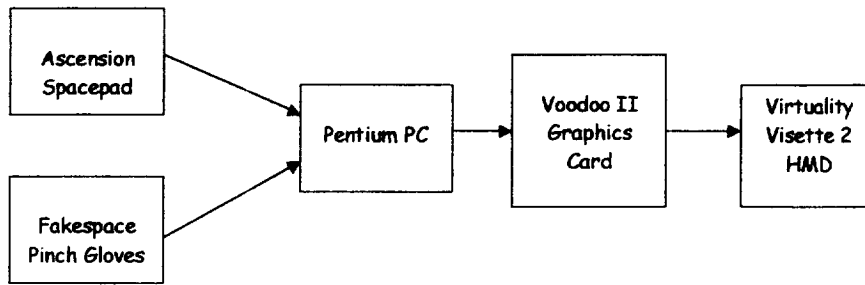 Ascension
Spacepad
Fakespace
Pinch Gloves
Pentium PC
Voodoo II
Graphics
Card
Virtuality
Visette 2
HMD